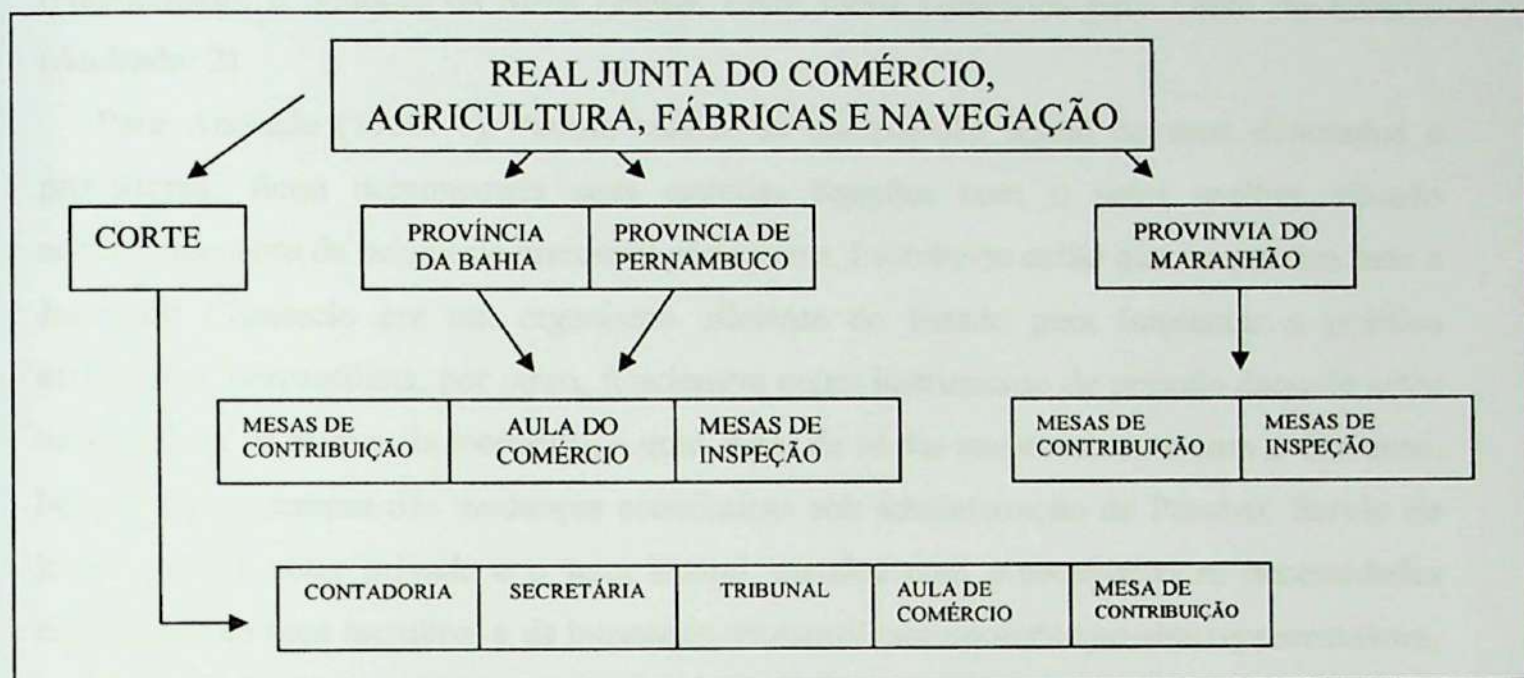 REAL JUNTA DO COMÉRCIO,
AGRICULTURA, FÁBRICAS E NAVEGAÇÃO
CORTE
PROVÍNCIA
DA BAHIA
PROVINCIA DE
PERNAMBUCO
PROVINVIA DO
MARANHÃO
MESAS DE
CONTRIBUIÇÃO
AULA DO
COMÉRCIO
MESAS DE
INSPEÇÃO
MESAS DE
CONTRIBUIÇÃO
MESAS DE
INSPEÇÃO
CONTADORIA
SECRETÁRIA
TRIBUNAL
AULA DE
COMÉRCIO
MESA DE
CONTRIBUIÇÃO